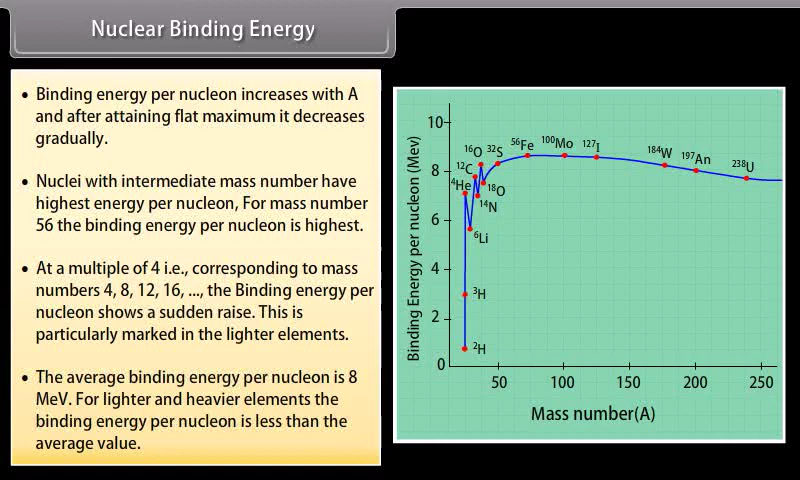 Nuclear Binding Energy
• Binding energy per nucleon increases with A
and after attaining flat maximum it decreases
gradually.
• Nuclei with intermediate mass number have
highest energy per nucleon, For mass number
56 the binding energy per nucleon is highest.
• At a multiple of 4 i.e., corresponding to mass
numbers 4, 8, 12, 16, ..., the Binding energy per
nucleon shows a sudden raise. This is
particularly marked in the lighter elements.
• The average binding energy per nucleon is 8
MeV. For lighter and heavier elements the
binding energy per nucleon is less than the
average value.
Binding Energy per nucleon (Mev)
10
8
6
4
2
0
¹⁶O ³²S ⁵⁶Fe ¹⁰⁰Mo ¹²⁷I
¹²C ¹⁸⁴W ¹⁹⁷An ²³⁸U
⁴He ¹⁸O
¹⁴N
⁶Li
³H
²H
50 100 150 200 250
Mass number(A)